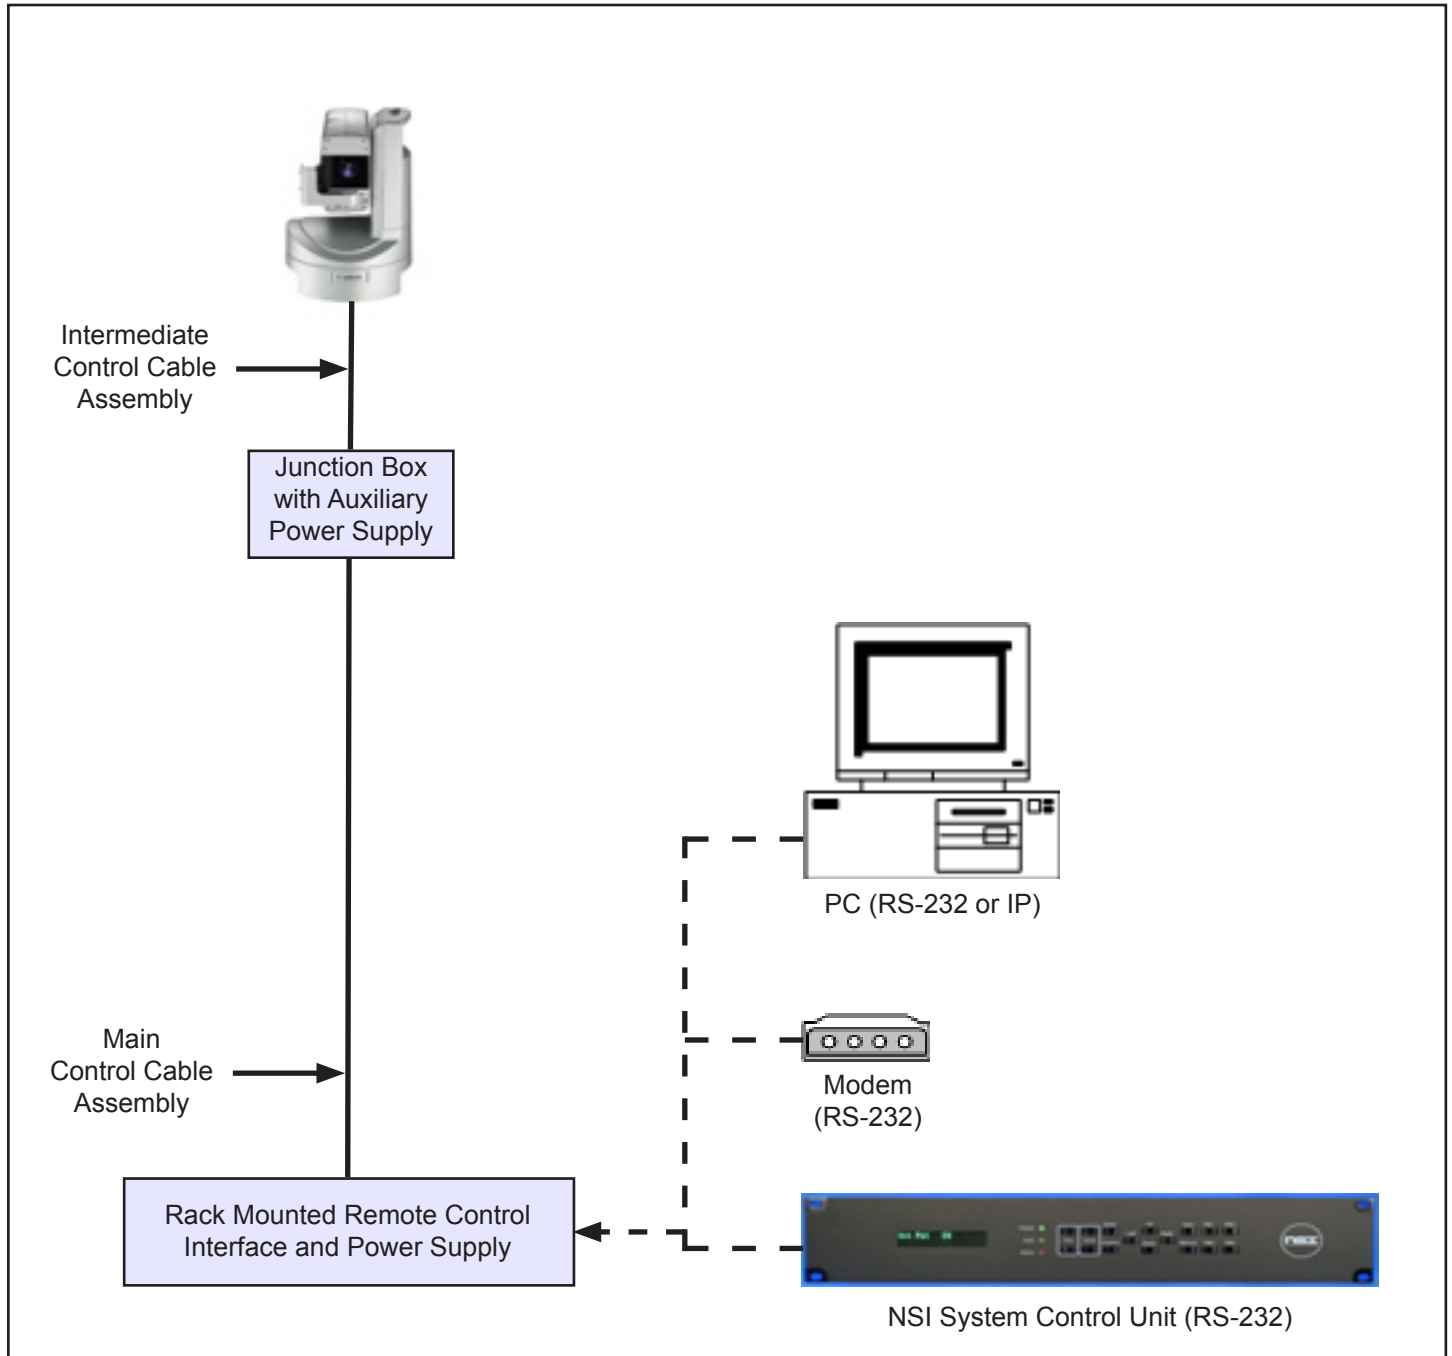 Intermediate
Control Cable
Assembly
Junction Box
with Auxiliary
Power Supply
PC (RS-232 or IP)
Main
Control Cable
Assembly
Modem
(RS-232)
Rack Mounted Remote Control
Interface and Power Supply
NSI System Control Unit (RS-232)